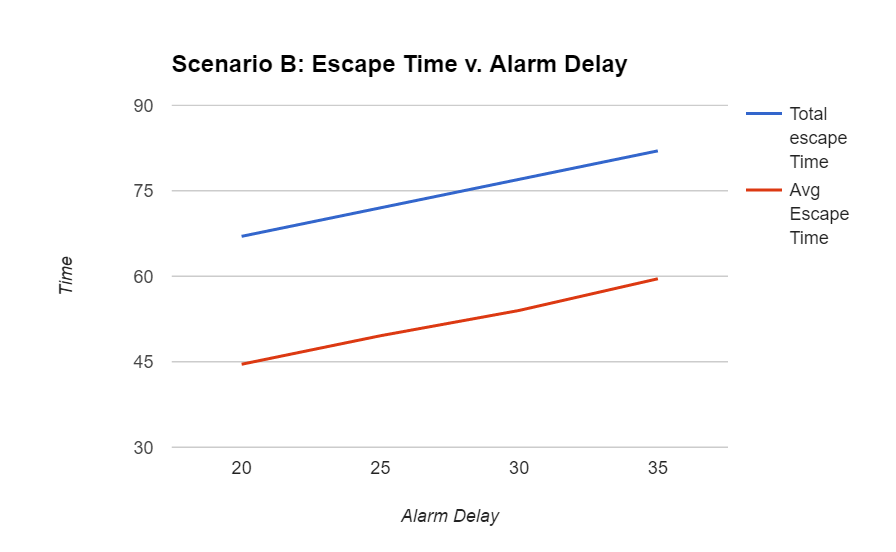 Scenario B: Escape Time v. Alarm Delay
90
75
60
45
30
Time
20 25 30 35
Alarm Delay
Total
escape
Time
Avg
Escape
Time